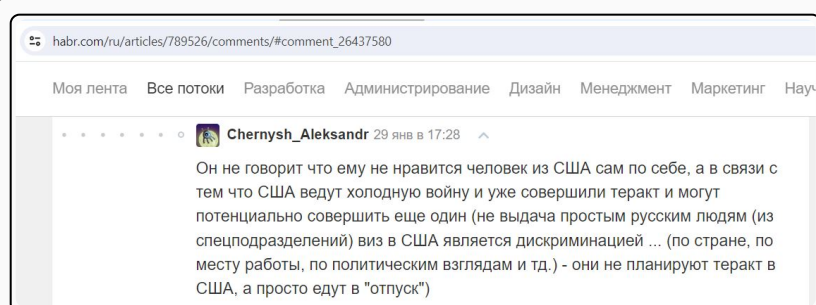 habr.com/ru/articles/789526/comments/#comment_26437580
Моя лента Все потоки Разработка Администрирование Дизайн Менеджмент Маркетинг Науч
Chernysh_Aleksandr 29 янв в 17:28
Он не говорит что ему не нравится человек из США сам по себе, а в связи с
тем что США ведут холодную войну и уже совершили теракт и могут
потенциально совершить еще один (не выдача простым русским людям (из
спецподразделений) виз в США является дискриминацией ... (по стране, по
месту работы, по политическим взглядам и тд.) - они не планируют теракт в
США, а просто едут в "отпуск")